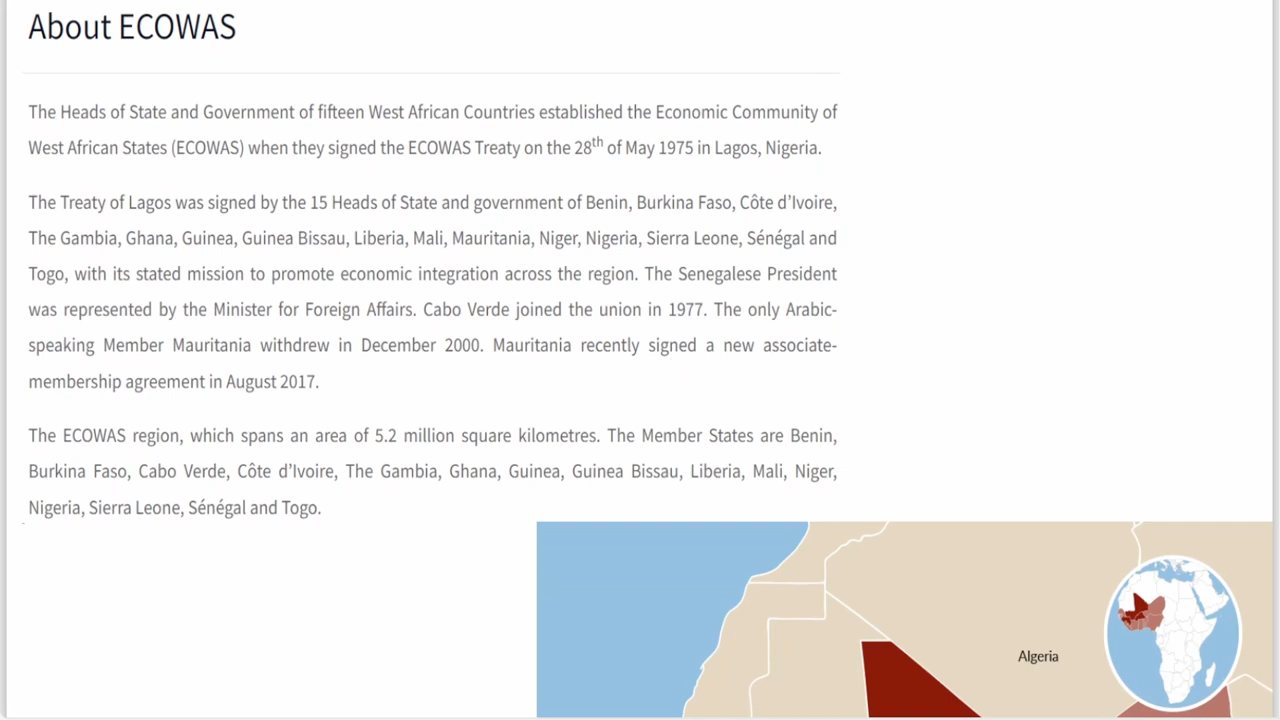 About ECOWAS
The Heads of State and Government of fifteen West African Countries established the Economic Community of
West African States (ECOWAS) when they signed the ECOWAS Treaty on the 28th of May 1975 in Lagos, Nigeria.
The Treaty of Lagos was signed by the 15 Heads of State and government of Benin, Burkina Faso, Côte d’Ivoire,
The Gambia, Ghana, Guinea, Guinea Bissau, Liberia, Mali, Mauritania, Niger, Nigeria, Sierra Leone, Sénégal and
Togo, with its stated mission to promote economic integration across the region. The Senegalese President
was represented by the Minister for Foreign Affairs. Cabo Verde joined the union in 1977. The only Arabic-
speaking Member Mauritania withdrew in December 2000. Mauritania recently signed a new associate-
membership agreement in August 2017.
The ECOWAS region, which spans an area of 5.2 million square kilometres. The Member States are Benin,
Burkina Faso, Cabo Verde, Côte d’Ivoire, The Gambia, Ghana, Guinea, Guinea Bissau, Liberia, Mali, Niger,
Nigeria, Sierra Leone, Sénégal and Togo.
Algeria